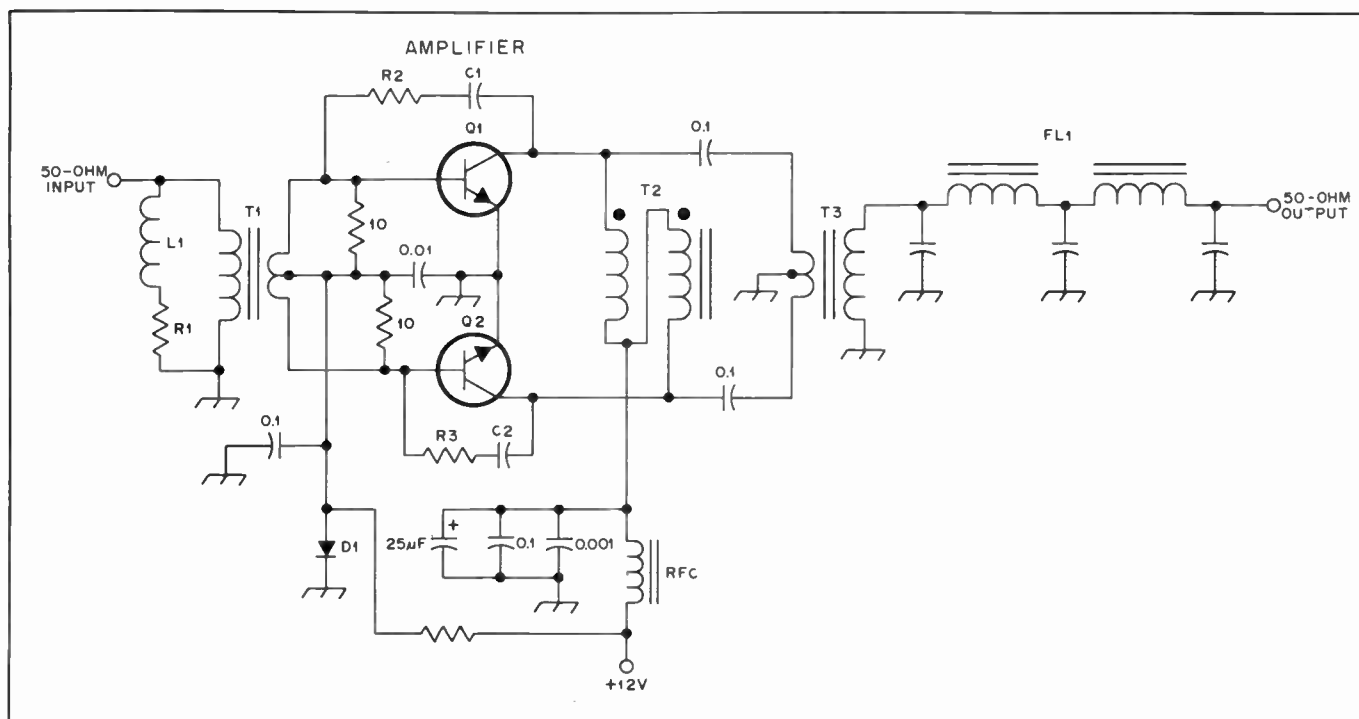 AMPLIFIER
R2
C1
Q1
0.1
FL1
50-OHM
INPUT
T2
50-OHM
OUTPUT
L1
T1
10
T3
0.01
R1
10
Q2
0.1
0.1
R3
C2
D1
25µF
+
0.1
0.001
RFC
+12V